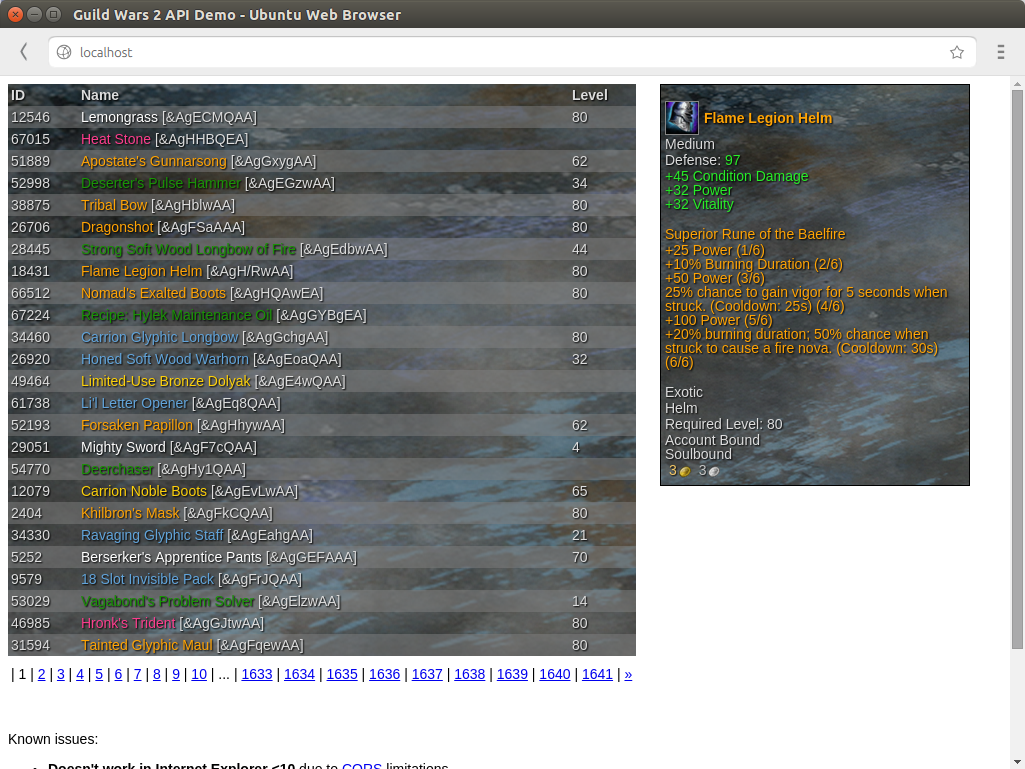 Guild Wars 2 API Demo - Ubuntu Web Browser
localhost
ID Name Level
12546 Lemongrass [&AgECMQAA] 80
67015 Heat Stone [&AgHHBQEA]
51889 Apostate's Gunnarsong [&AgGxygAA] 62
52998 Deserter's Pulse Hammer [&AgEGzwAA] 34
38875 Tribal Bow [&AgHblwAA] 80
26706 Dragonshot [&AgFSaAAA] 80
28445 Strong Soft Wood Longbow of Fire [&AgEdbwAA] 44
18431 Flame Legion Helm [&AgH/RwAA] 80
66512 Nomad's Exalted Boots [&AgHQAwEA] 80
67224 Recipe: Hylek Maintenance Oil [&AgGYBgEA]
34460 Carrion Glyphic Longbow [&AgGchgAA] 80
26920 Honed Soft Wood Warhorn [&AgEoaQAA] 32
49464 Limited-Use Bronze Dolyak [&AgE4wQAA]
61738 Li'l Letter Opener [&AgEq8QAA]
52193 Forsaken Papillon [&AgHhywAA] 62
29051 Mighty Sword [&AgF7cQAA] 4
54770 Deerchaser [&AgHy1QAA]
12079 Carrion Noble Boots [&AgEvLwAA] 65
2404 Khilbron's Mask [&AgFkCQAA] 80
34330 Ravaging Glyphic Staff [&AgEahgAA] 21
5252 Berserker's Apprentice Pants [&AgGEFAAA] 70
9579 18 Slot Invisible Pack [&AgFrJQAA]
53029 Vagabond's Problem Solver [&AgElzwAA] 14
46985 Hronk's Trident [&AgGJtwAA] 80
31594 Tainted Glyphic Maul [&AgFqewAA] 80
| 1 | 2 | 3 | 4 | 5 | 6 | 7 | 8 | 9 | 10 | ... | 1633 | 1634 | 1635 | 1636 | 1637 | 1638 | 1639 | 1640 | 1641 | »
Flame Legion Helm
Medium
Defense: 97
+45 Condition Damage
+32 Power
+32 Vitality
Superior Rune of the Baelfire
+25 Power (1/6)
+10% Burning Duration (2/6)
+50 Power (3/6)
25% chance to gain vigor for 5 seconds when
struck. (Cooldown: 25s) (4/6)
+100 Power (5/6)
+20% burning duration; 50% chance when
struck to cause a fire nova. (Cooldown: 30s)
(6/6)
Exotic
Helm
Required Level: 80
Account Bound
Soulbound
3 3
Known issues:
• Doesn't work in Internet Explorer <10 due to CORS limitations